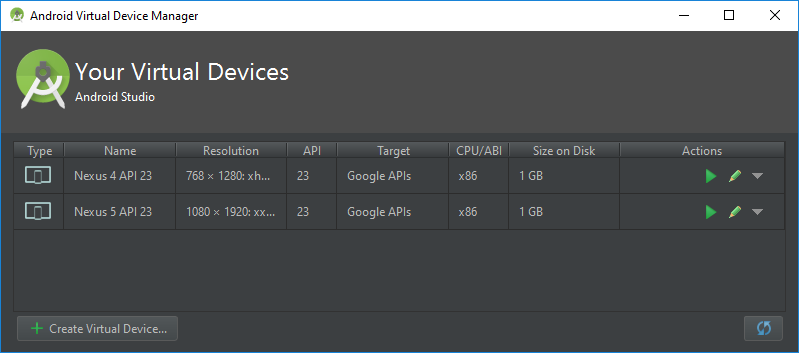 Android Virtual Device Manager
Your Virtual Devices
Android Studio
Type Name Resolution API Target CPU/ABI Size on Disk Actions
Nexus 4 API 23 768 × 1280: xh... 23 Google APIs x86 1 GB
Nexus 5 API 23 1080 × 1920: xx... 23 Google APIs x86 1 GB
Create Virtual Device...